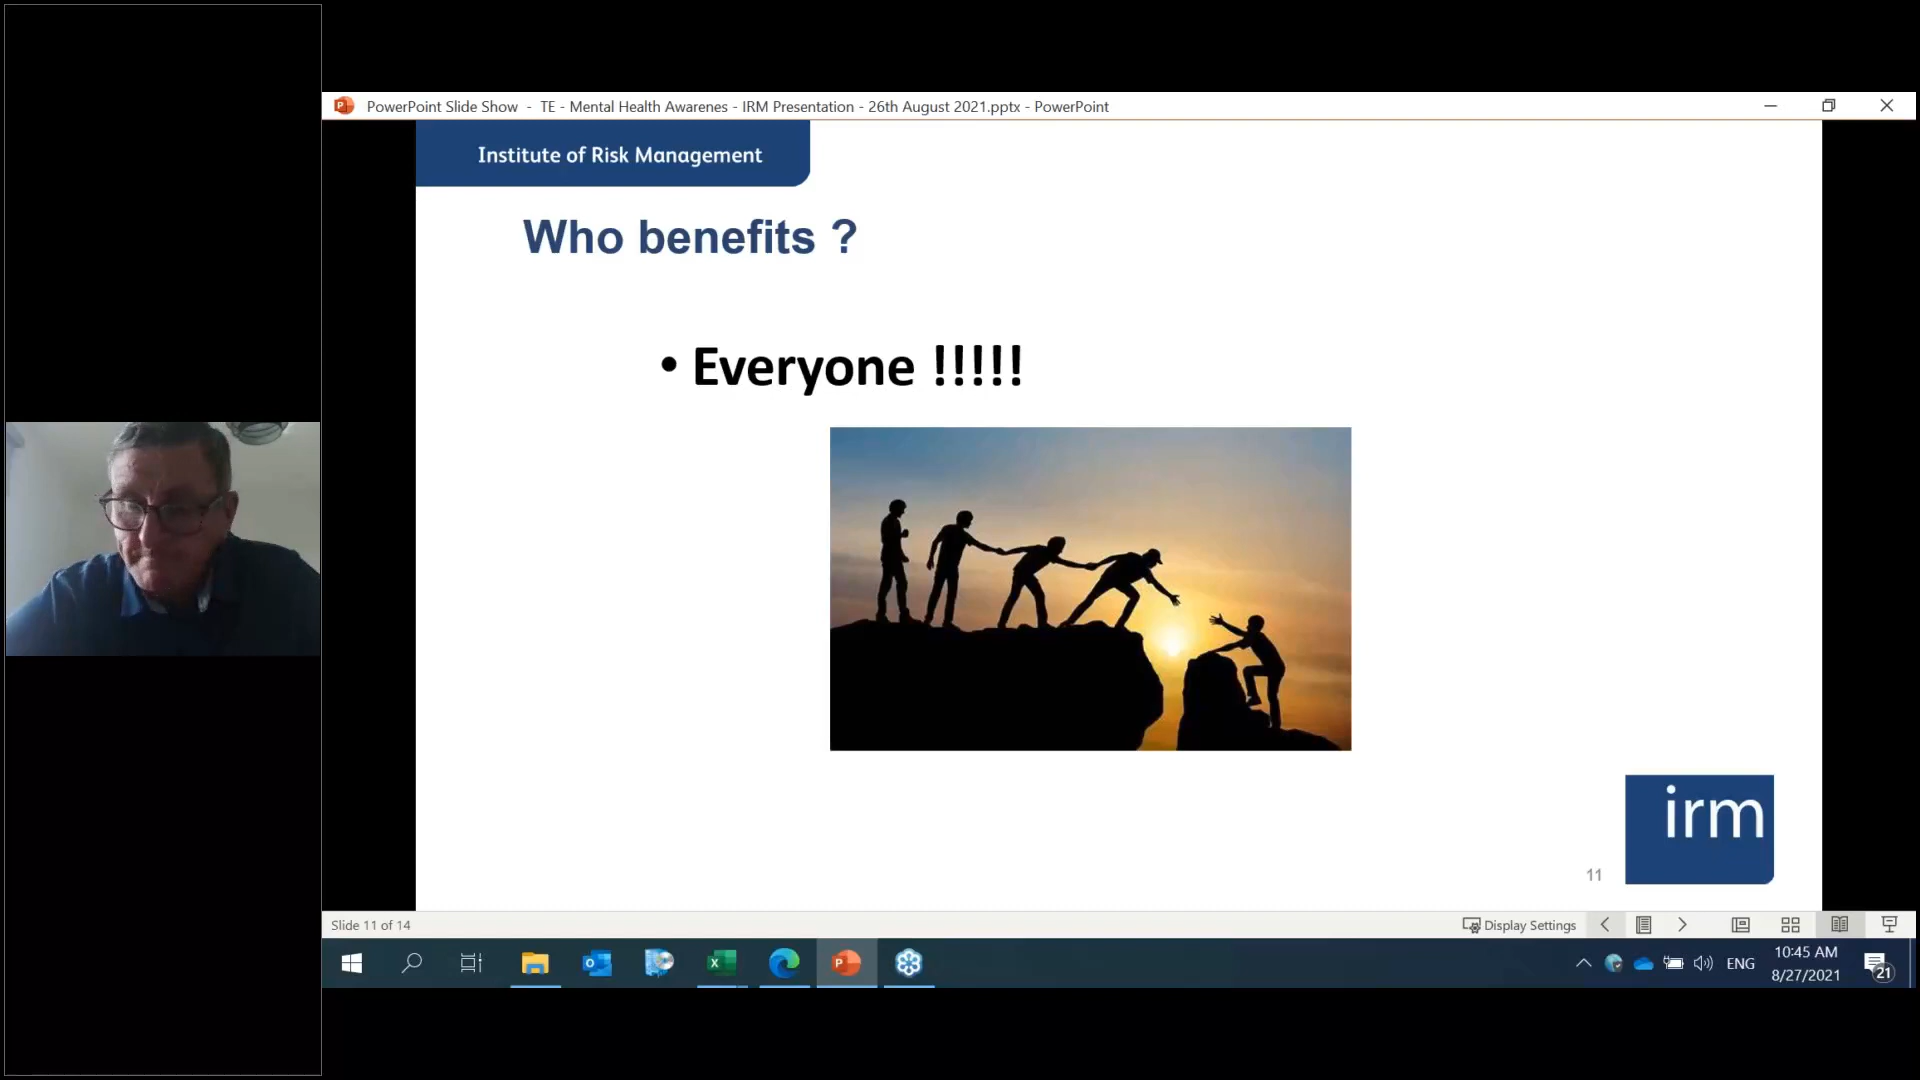 PowerPoint Slide Show - TE - Mental Health Awarenes - IRM Presentation - 26th August 2021.pptx - PowerPoint
Institute of Risk Management
Who benefits ?
• Everyone !!!!!
irm
11
Slide 11 of 14
Display Settings
ENG
10:45 AM
8/27/2021
21